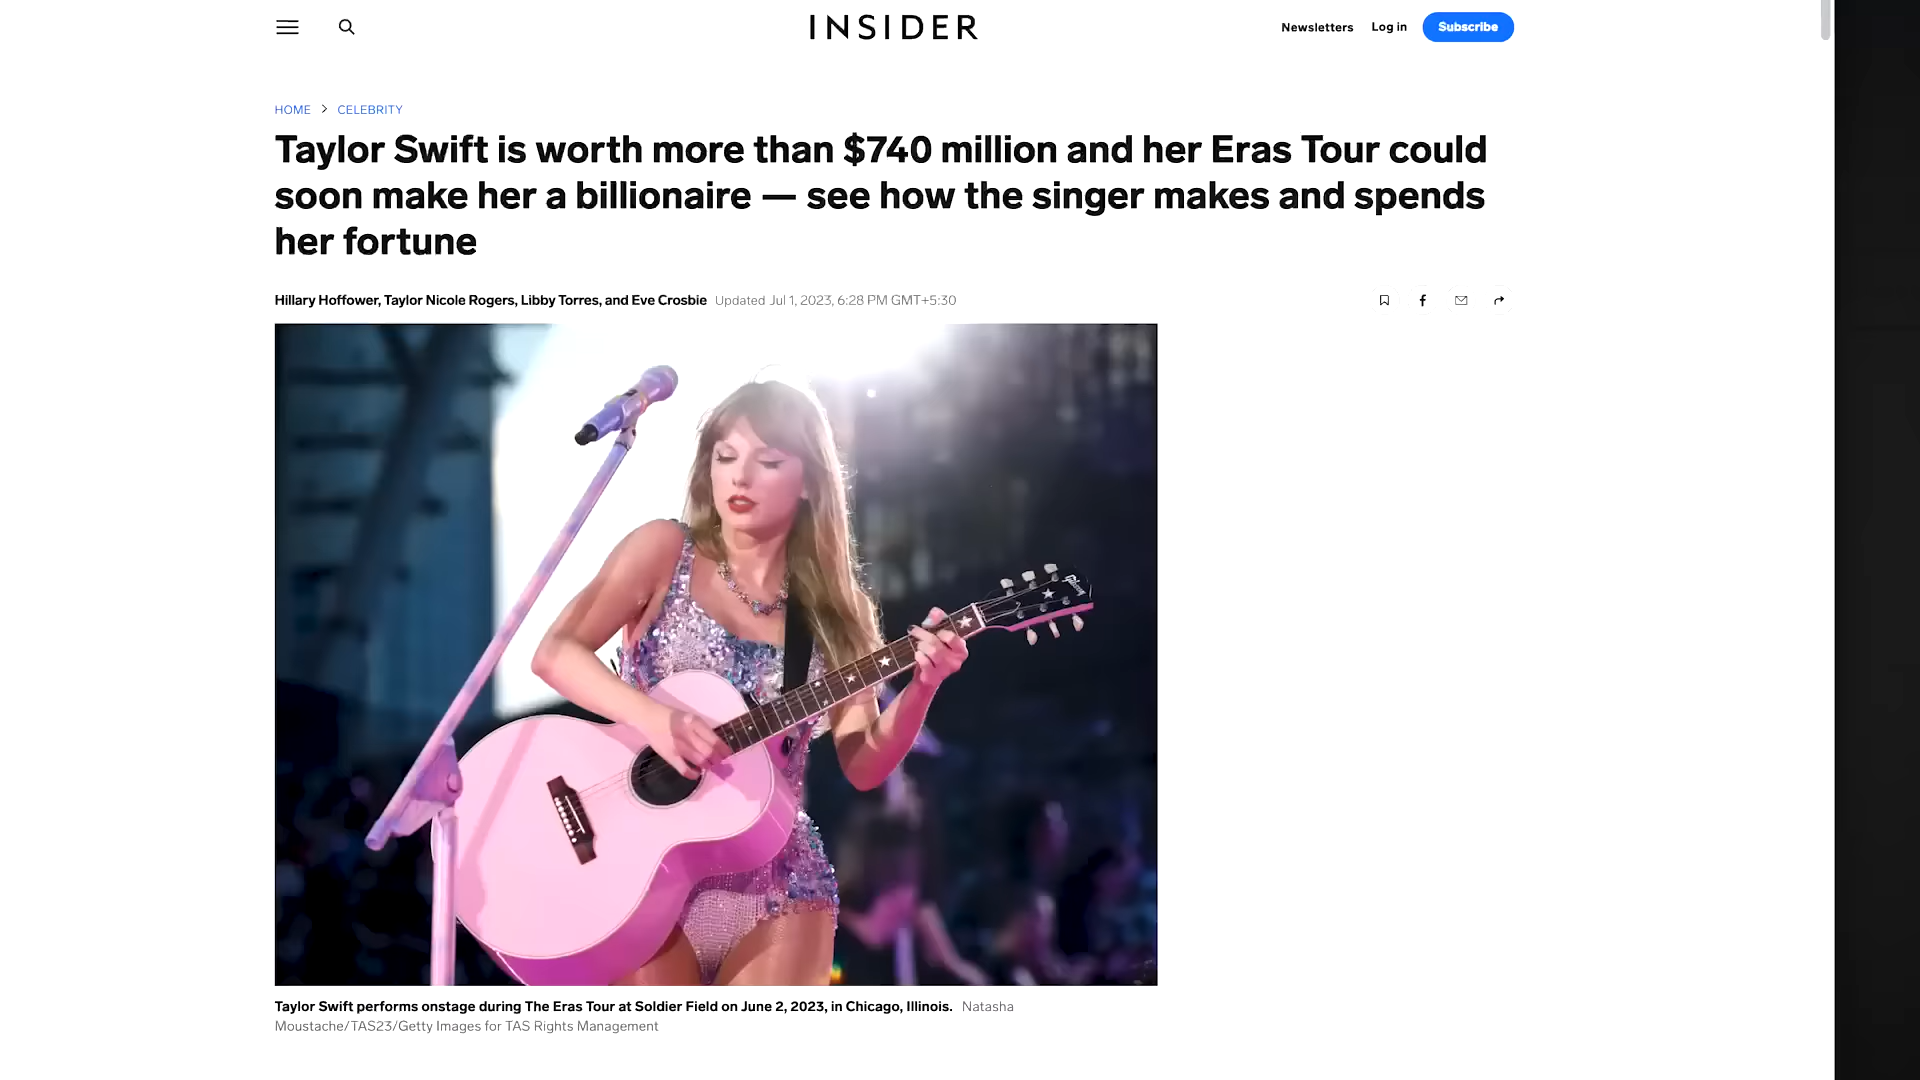 INSIDER
Newsletters
Log in
Subscribe
HOME
CELEBRITY
Taylor Swift is worth more than $740 million and her Eras Tour could
soon make her a billionaire — see how the singer makes and spends
her fortune
Hillary Hoffower, Taylor Nicole Rogers, Libby Torres, and Eve Crosbie Updated Jul 1, 2023, 6:28 PM GMT+5:30
Gibson
Taylor Swift performs onstage during The Eras Tour at Soldier Field on June 2, 2023, in Chicago, Illinois. Natasha
Moustache/TAS23/Getty Images for TAS Rights Management